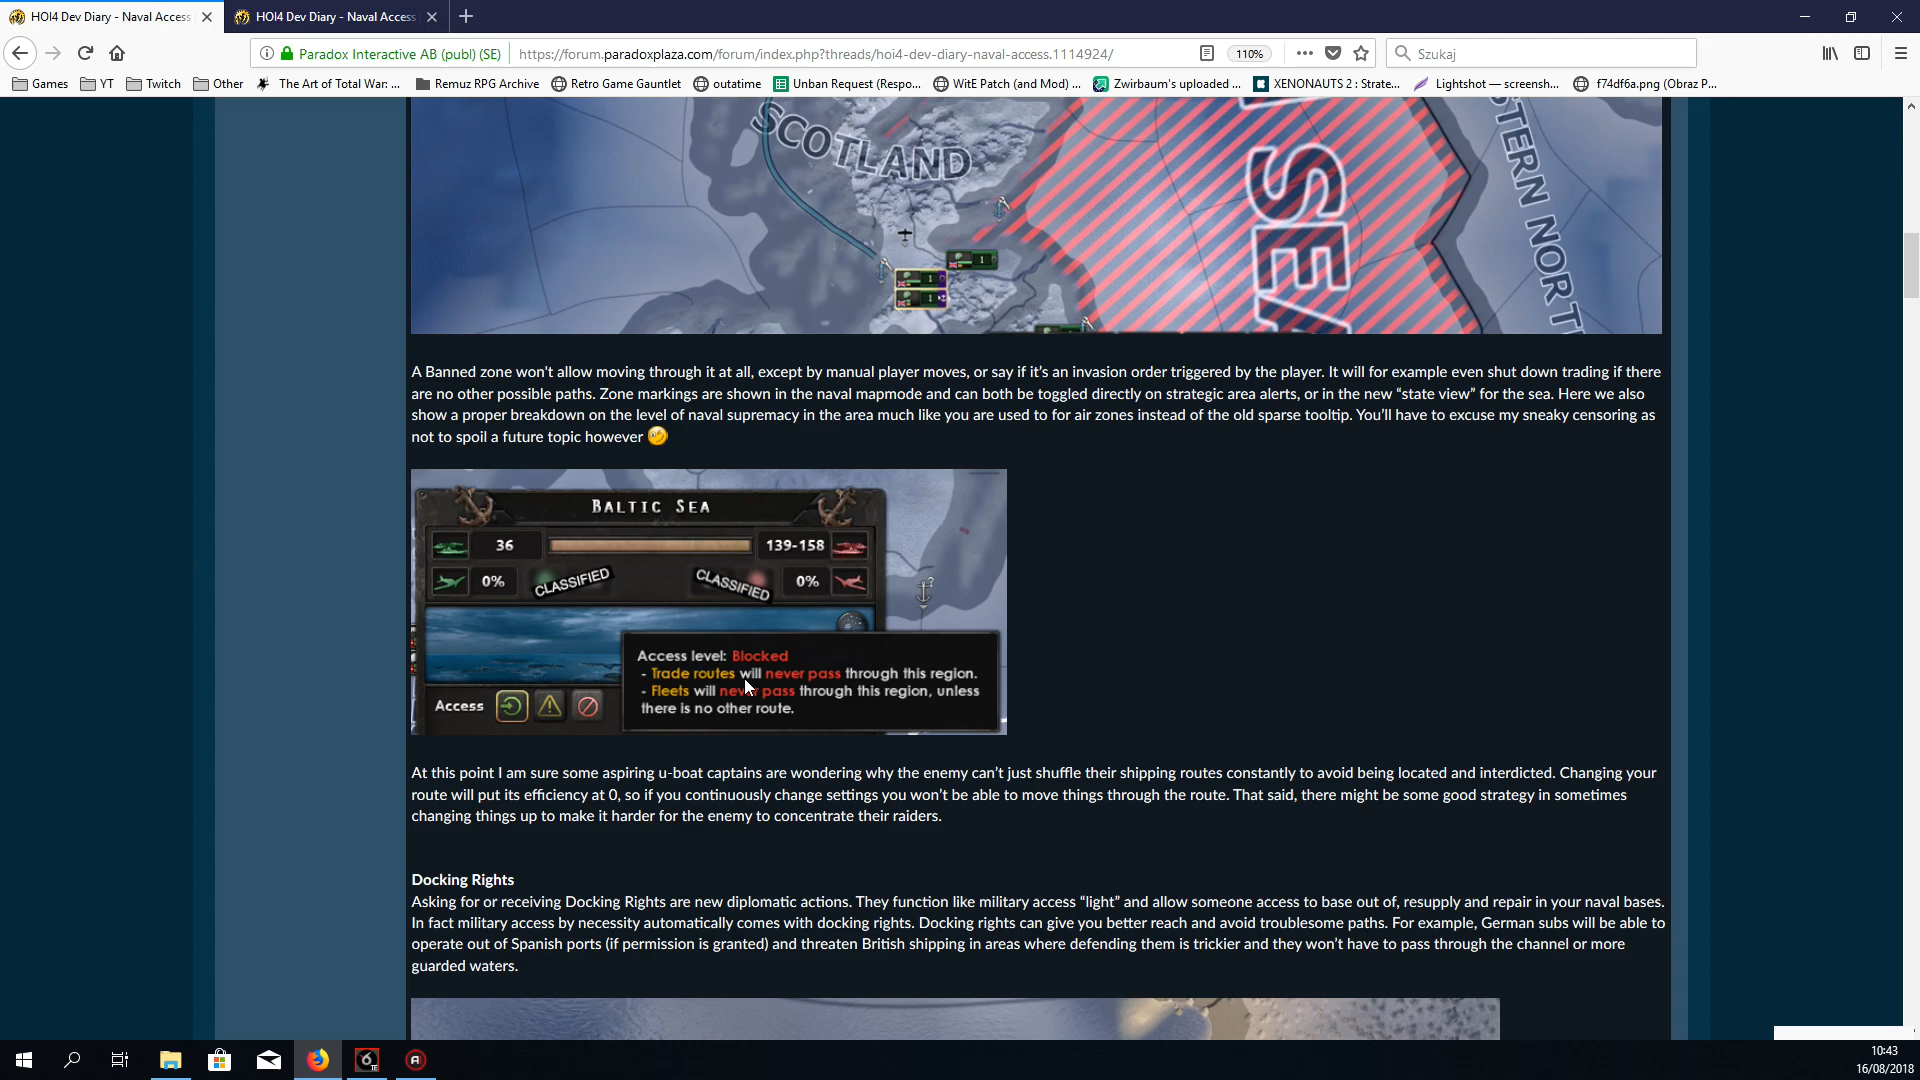 HOI4 Dev Diary - Naval Access
HOI4 Dev Diary - Naval Access
Paradox Interactive AB (publ) (SE)
https://forum.paradoxplaza.com/forum/index.php?threads/hoi4-dev-diary-naval-access.1114924/
110%
Szukaj
Games
YT
Twitch
Other
The Art of Total War: ...
Remuz RPG Archive
Retro Game Gauntlet
outatime
Unban Request (Respo...
WitE Patch (and Mod) ...
Zwirbaum's uploaded ...
XENONAUTS 2 : Strate...
Lightshot — screensh...
f74df6a.png (Obraz P...
SCOTLAND
SEA
STERN NORT
1
1
1
A Banned zone won't allow moving through it at all, except by manual player moves, or say if it's an invasion order triggered by the player. It will for example even shut down trading if there
are no other possible paths. Zone markings are shown in the naval mapmode and can both be toggled directly on strategic area alerts, or in the new “state view” for the sea. Here we also
show a proper breakdown on the level of naval supremacy in the area much like you are used to for air zones instead of the old sparse tooltip. You'll have to excuse my sneaky censoring as
not to spoil a future topic however
BALTIC SEA
36
139-158
0%
CLASSIFIED
CLASSIFIED
0%
Access level: Blocked
- Trade routes will never pass through this region.
- Fleets will never pass through this region, unless
there is no other route.
Access
At this point I am sure some aspiring u-boat captains are wondering why the enemy can't just shuffle their shipping routes constantly to avoid being located and interdicted. Changing your
route will put its efficiency at 0, so if you continuously change settings you won't be able to move things through the route. That said, there might be some good strategy in sometimes
changing things up to make it harder for the enemy to concentrate their raiders.
Docking Rights
Asking for or receiving Docking Rights are new diplomatic actions. They function like military access “light” and allow someone access to base out of, resupply and repair in your naval bases.
In fact military access by necessity automatically comes with docking rights. Docking rights can give you better reach and avoid troublesome paths. For example, German subs will be able to
operate out of Spanish ports (if permission is granted) and threaten British shipping in areas where defending them is trickier and they won't have to pass through the channel or more
guarded waters.
10:43
16/08/2018